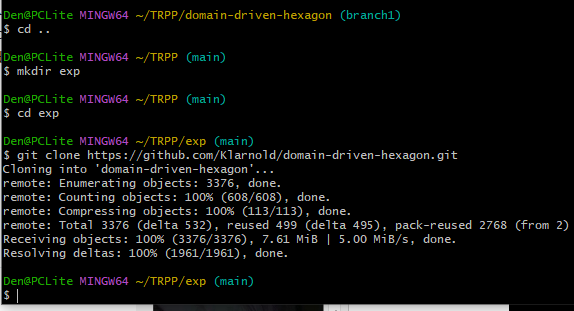 Den@PCLite MINGW64 ~/TRPP/domain-driven-hexagon (branch1)
$ cd ..
Den@PCLite MINGW64 ~/TRPP (main)
$ mkdir exp
Den@PCLite MINGW64 ~/TRPP (main)
$ cd exp
Den@PCLite MINGW64 ~/TRPP/exp (main)
$ git clone https://github.com/Klarnold/domain-driven-hexagon.git
Cloning into 'domain-driven-hexagon'...
remote: Enumerating objects: 3376, done.
remote: Counting objects: 100% (608/608), done.
remote: Compressing objects: 100% (113/113), done.
remote: Total 3376 (delta 532), reused 499 (delta 495), pack-reused 2768 (from 2)
Receiving objects: 100% (3376/3376), 7.61 MiB | 5.00 MiB/s, done.
Resolving deltas: 100% (1961/1961), done.
Den@PCLite MINGW64 ~/TRPP/exp (main)
$